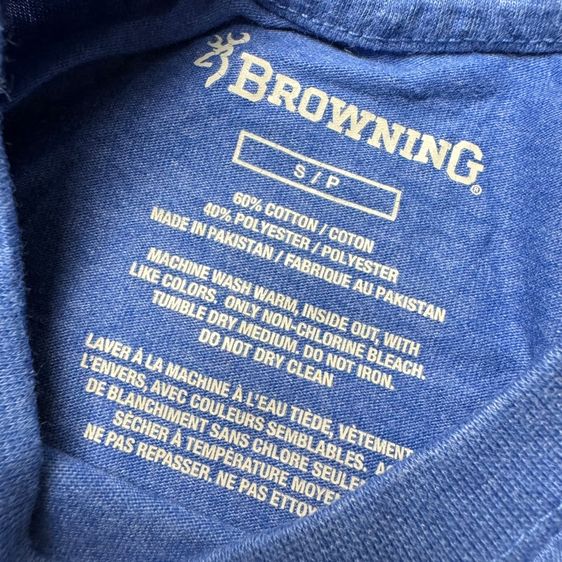 BROWNING®
S / P
60% COTTON / COTON
40% POLYESTER / POLYESTER
MADE IN PAKISTAN / FABRIQUE AU PAKISTAN
MACHINE WASH WARM, INSIDE OUT, WITH
LIKE COLORS. ONLY NON-CHLORINE BLEACH.
TUMBLE DRY MEDIUM. DO NOT IRON.
DO NOT DRY CLEAN
LAVER À LA MACHINE À L'EAU TIÈDE, VÊTEMENT
L'ENVERS, AVEC COULEURS SEMBLABLES.
DE BLANCHIMENT SANS CHLORE
SÉCHER À TEMPÉRATURE
NE PAS REPASSER. NE PAS